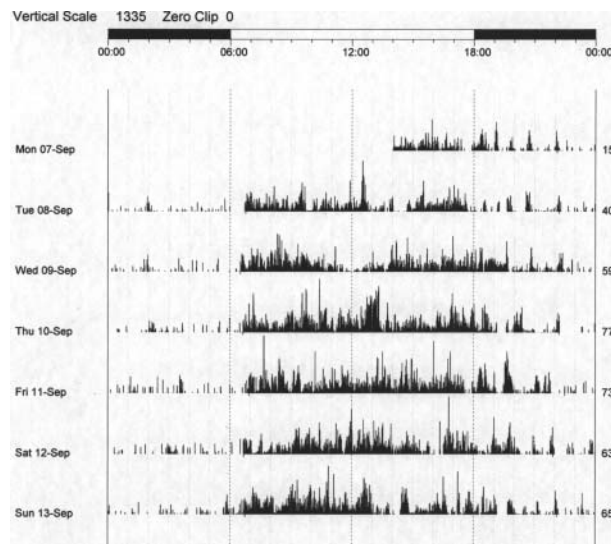 Vertical Scale 1335 Zero Clip 0
00:00 06:00 12:00 18:00 00:00
Mon 07-Sep 15
Tue 08-Sep 40
Wed 09-Sep 59
Thu 10-Sep 77
Fri 11-Sep 73
Sat 12-Sep 63
Sun 13-Sep 65